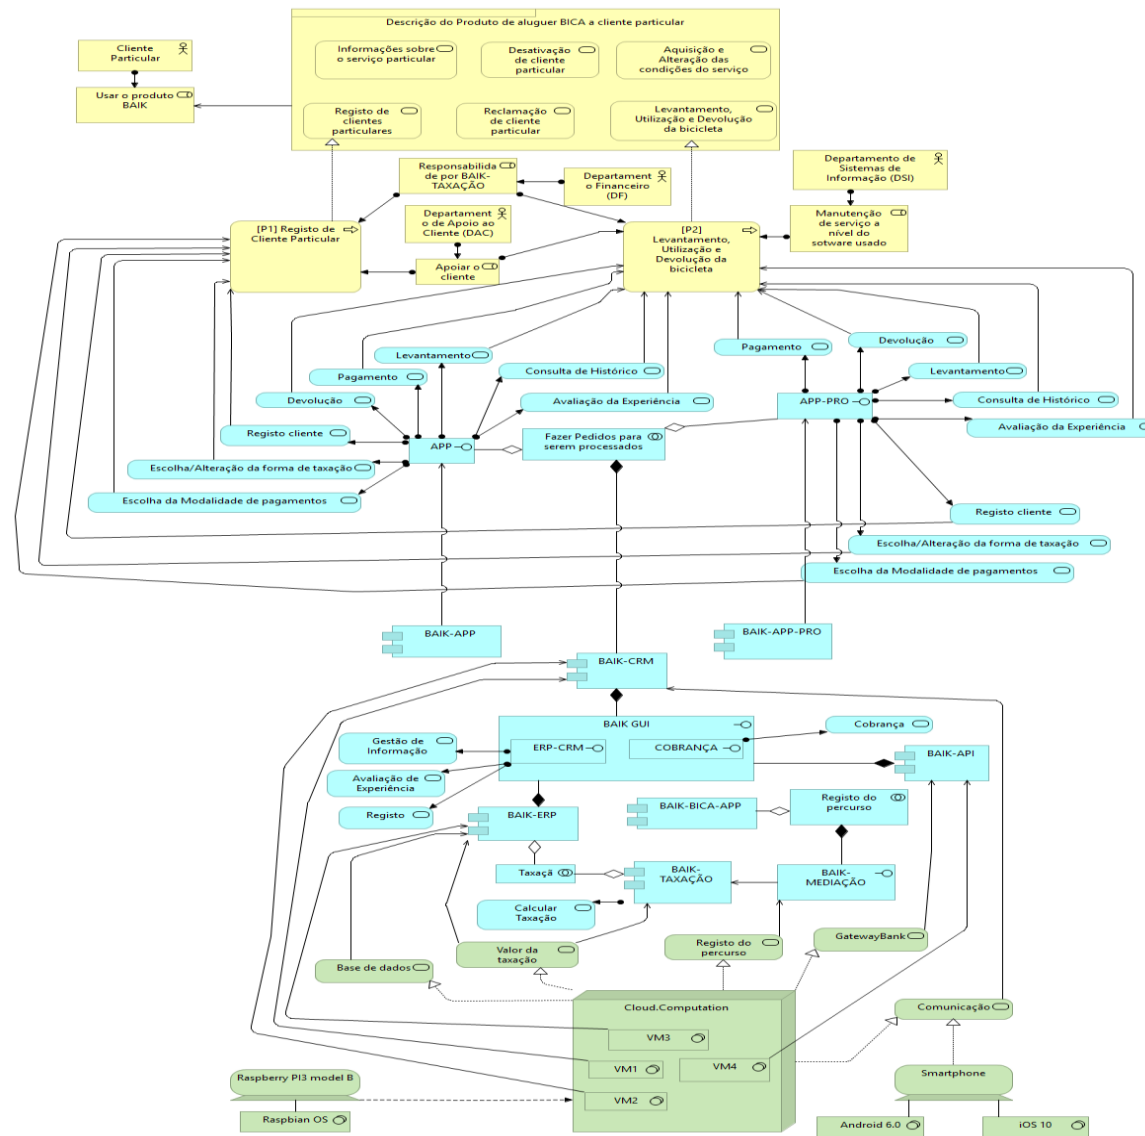 Descrição do Produto de aluguer BICA a cliente particular
Cliente
Particular
Informações sobre
o serviço particular
Desativação
de cliente
particular
Aquisição e
Alteração das
condições do serviço
Usar o produto
BAIK
Registo de
clientes
particulares
Reclamação
de cliente
particular
Levantamento,
Utilização e Devolução
da bicicleta
Responsabilida
de por BAIK-
TAXAÇÃO
Departament
o Financeiro
(DF)
Departamento de
Sistemas de
Informação (DSI)
Departament
o de Apoio ao
Cliente (DAC)
Manutenção
de serviço a
nível do
sotware usado
[P1] Registo de
Cliente Particular
[P2]
Levantamento,
Utilização e
Devolução da
bicicleta
Apoiar o
cliente
Levantamento
Pagamento
Devolução
Registo cliente
Escolha/Alteração da forma de taxação
Escolha da Modalidade de pagamentos
APP
Consulta de Histórico
Avaliação da Experiência
Fazer Pedidos para
serem processados
Pagamento
Devolução
Levantamento
APP-PRO
Consulta de Histórico
Avaliação da Experiência
Registo cliente
Escolha/Alteração da forma de taxação
Escolha da Modalidade de pagamentos
BAIK-APP
BAIK-APP-PRO
BAIK-CRM
BAIK GUI
ERP-CRM
COBRANÇA
Cobrança
Gestão de
Informação
Avaliação de
Experiência
Registo
BAIK-API
BAIK-ERP
BAIK-BICA-APP
Registo do
percurso
Taxaçã
BAIK-
TAXAÇÃO
BAIK-
MEDIAÇÃO
Calcular
Taxação
Valor da
taxação
Registo do
percurso
GatewayBank
Base de dados
Cloud.Computation
Comunicação
VM3
VM1
VM4
VM2
Raspberry PI3 model B
Raspbian OS
Smartphone
Android 6.0
iOS 10